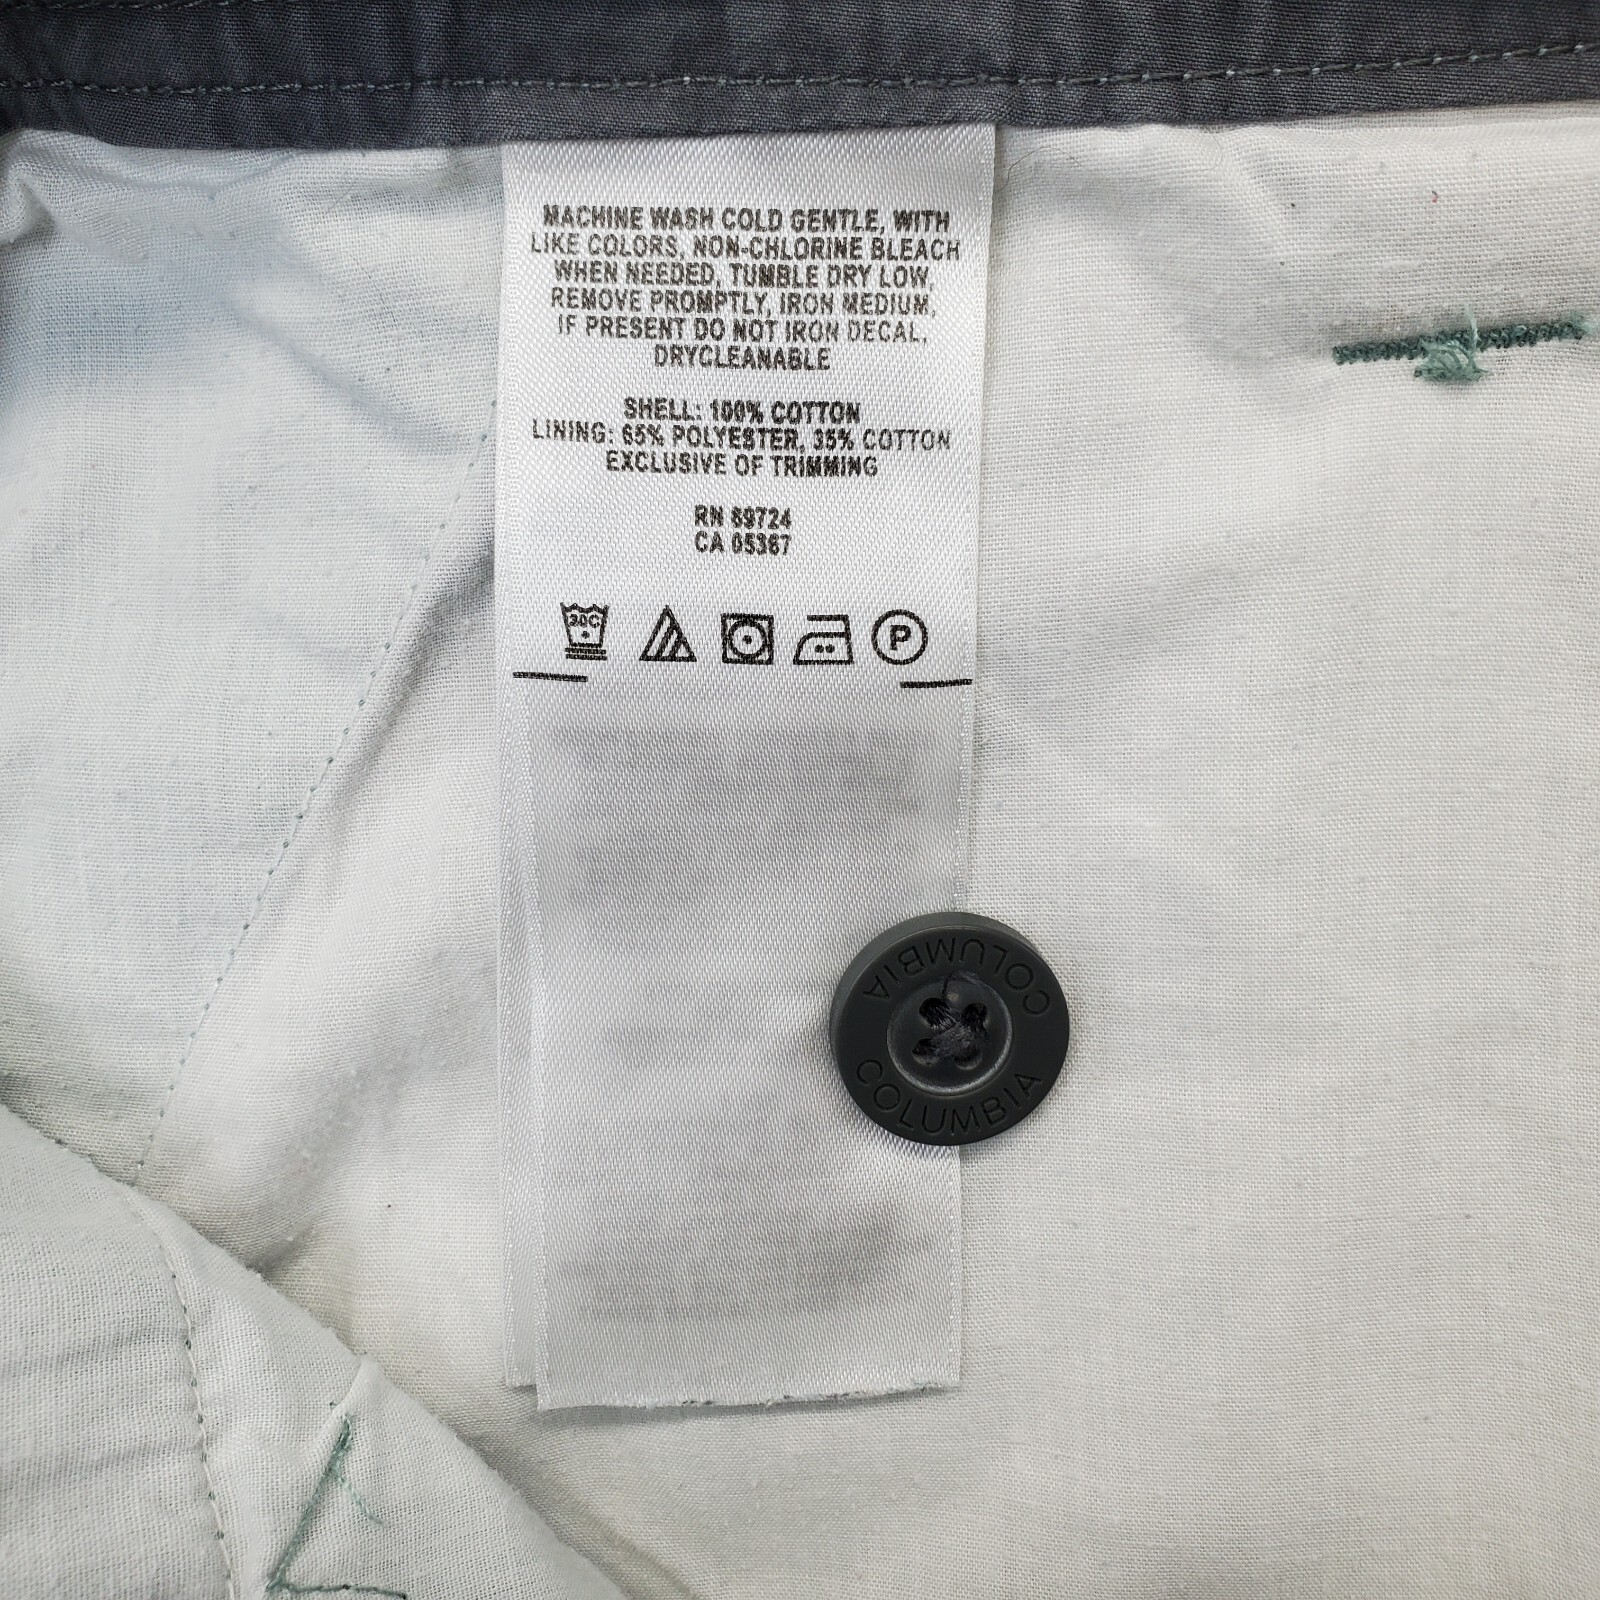 MACHINE WASH COLD GENTLE, WITH
LIKE COLORS, NON-CHLORINE BLEACH
WHEN NEEDED, TUMBLE DRY LOW,
REMOVE PROMPTLY, IRON MEDIUM,
IF PRESENT DO NOT IRON DECAL,
DRYCLEANABLE
SHELL: 100% COTTON
LINING: 65% POLYESTER, 35% COTTON
EXCLUSIVE OF TRIMMING
RN 69724
CA 05367
30C
P
COLUMBIA
COLUMBIA